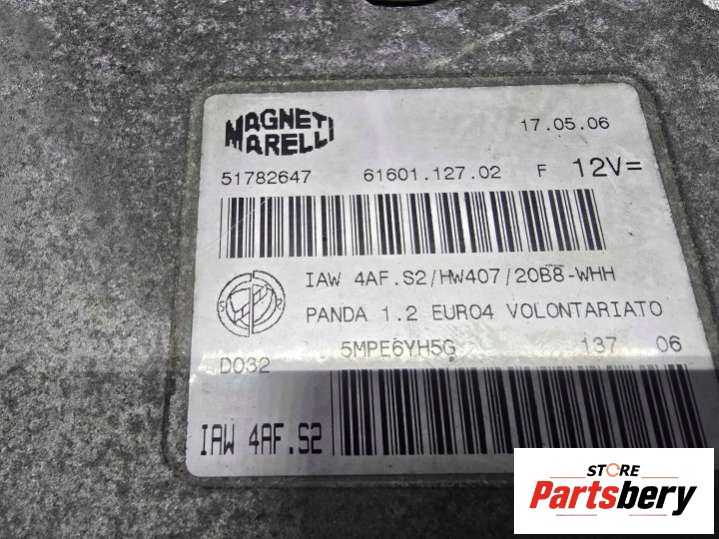 MAGNETI
MARELLI
17.05.06
51782647 61601.127.02 F 12V=
IAW 4AF.S2/HW407/20B8-WHH
PANDA 1.2 EURO4 VOLONTARIATO
5MPE6YH5G 137 06
D032
IAW 4AF.S2
STORE
Partsbery